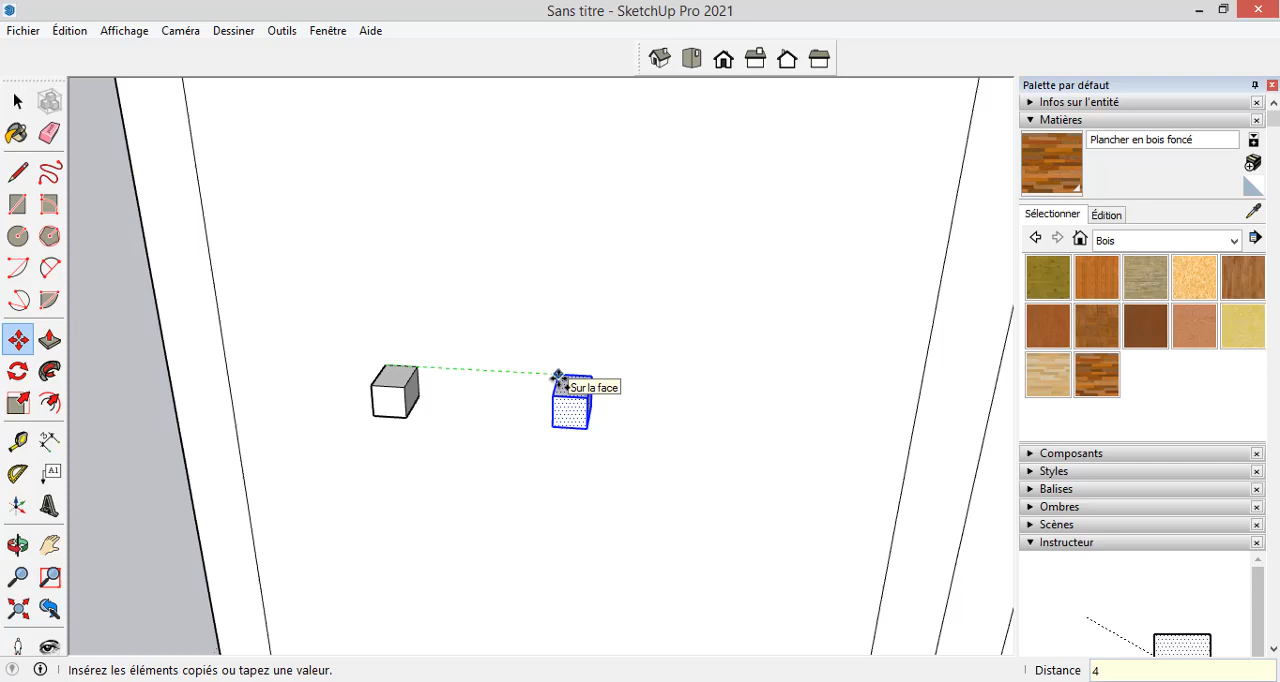 Sans titre - SketchUp Pro 2021
Fichier Édition Affichage Caméra Dessiner Outils Fenêtre Aide
Palette par défaut
Infos sur l'entité
Matières
Plancher en bois foncé
Sélectionner Édition
Bois
Sur la face
A1
Composants
Styles
Balises
Ombres
Scènes
Instructeur
Insérez les éléments copiés ou tapez une valeur.
Distance 4